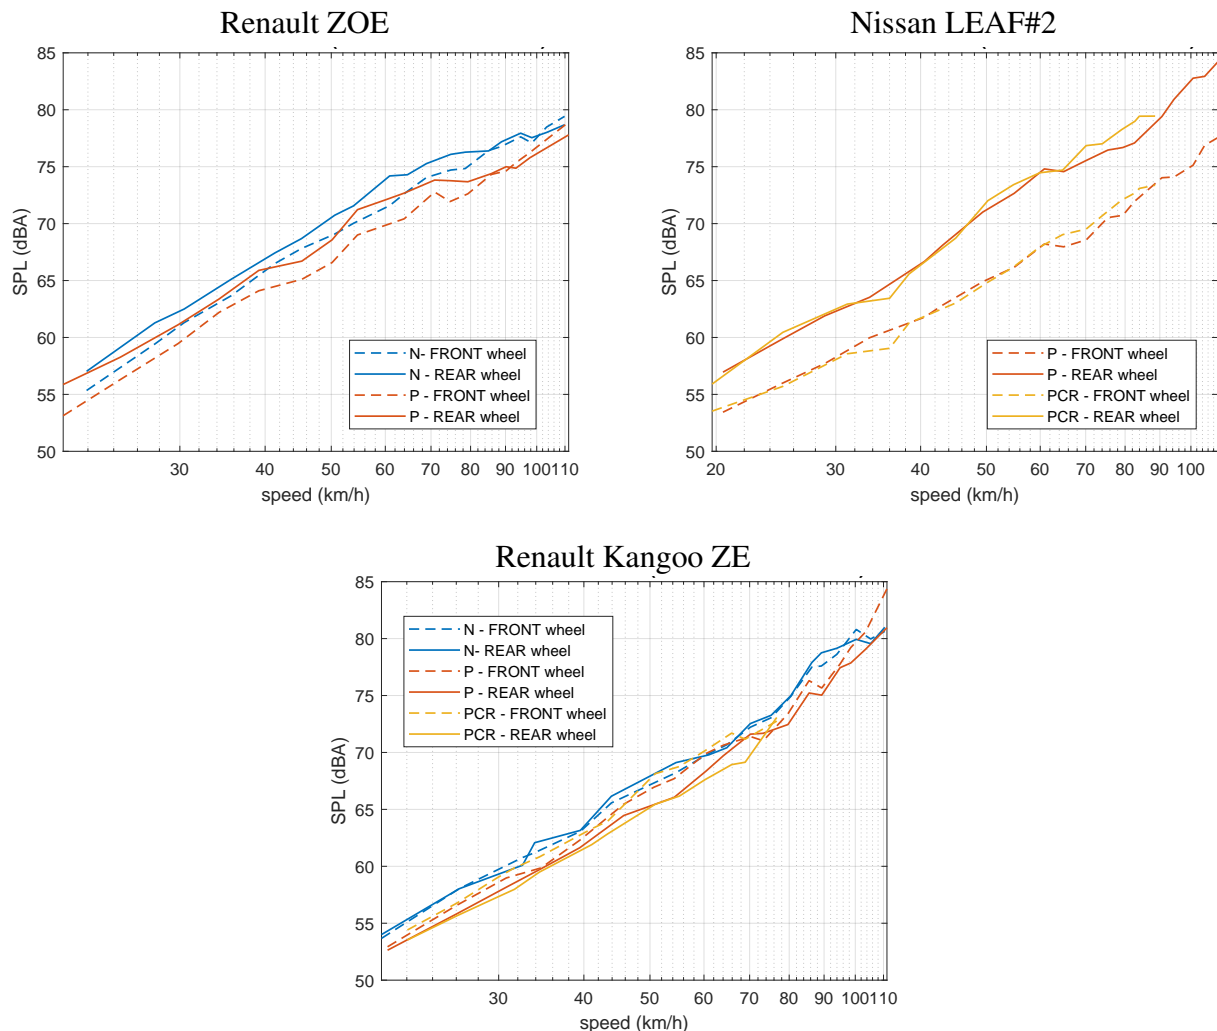 Renault ZOE
85
80
75
70
65
60
55
50
SPL (dBA)
N- FRONT wheel
N - REAR wheel
P - FRONT wheel
P - REAR wheel
30 40 50 60 70 80 90 100 110
speed (km/h)
Nissan LEAF#2
85
80
75
70
65
60
55
50
SPL (dBA)
P - FRONT wheel
P - REAR wheel
PCR - FRONT wheel
PCR - REAR wheel
20 30 40 50 60 70 80 90 100
speed (km/h)
Renault Kangoo ZE
85
80
75
70
65
60
55
50
SPL (dBA)
N - FRONT wheel
N- REAR wheel
P - FRONT wheel
P - REAR wheel
PCR - FRONT wheel
PCR - REAR wheel
30 40 50 60 70 80 90 100 110
speed (km/h)